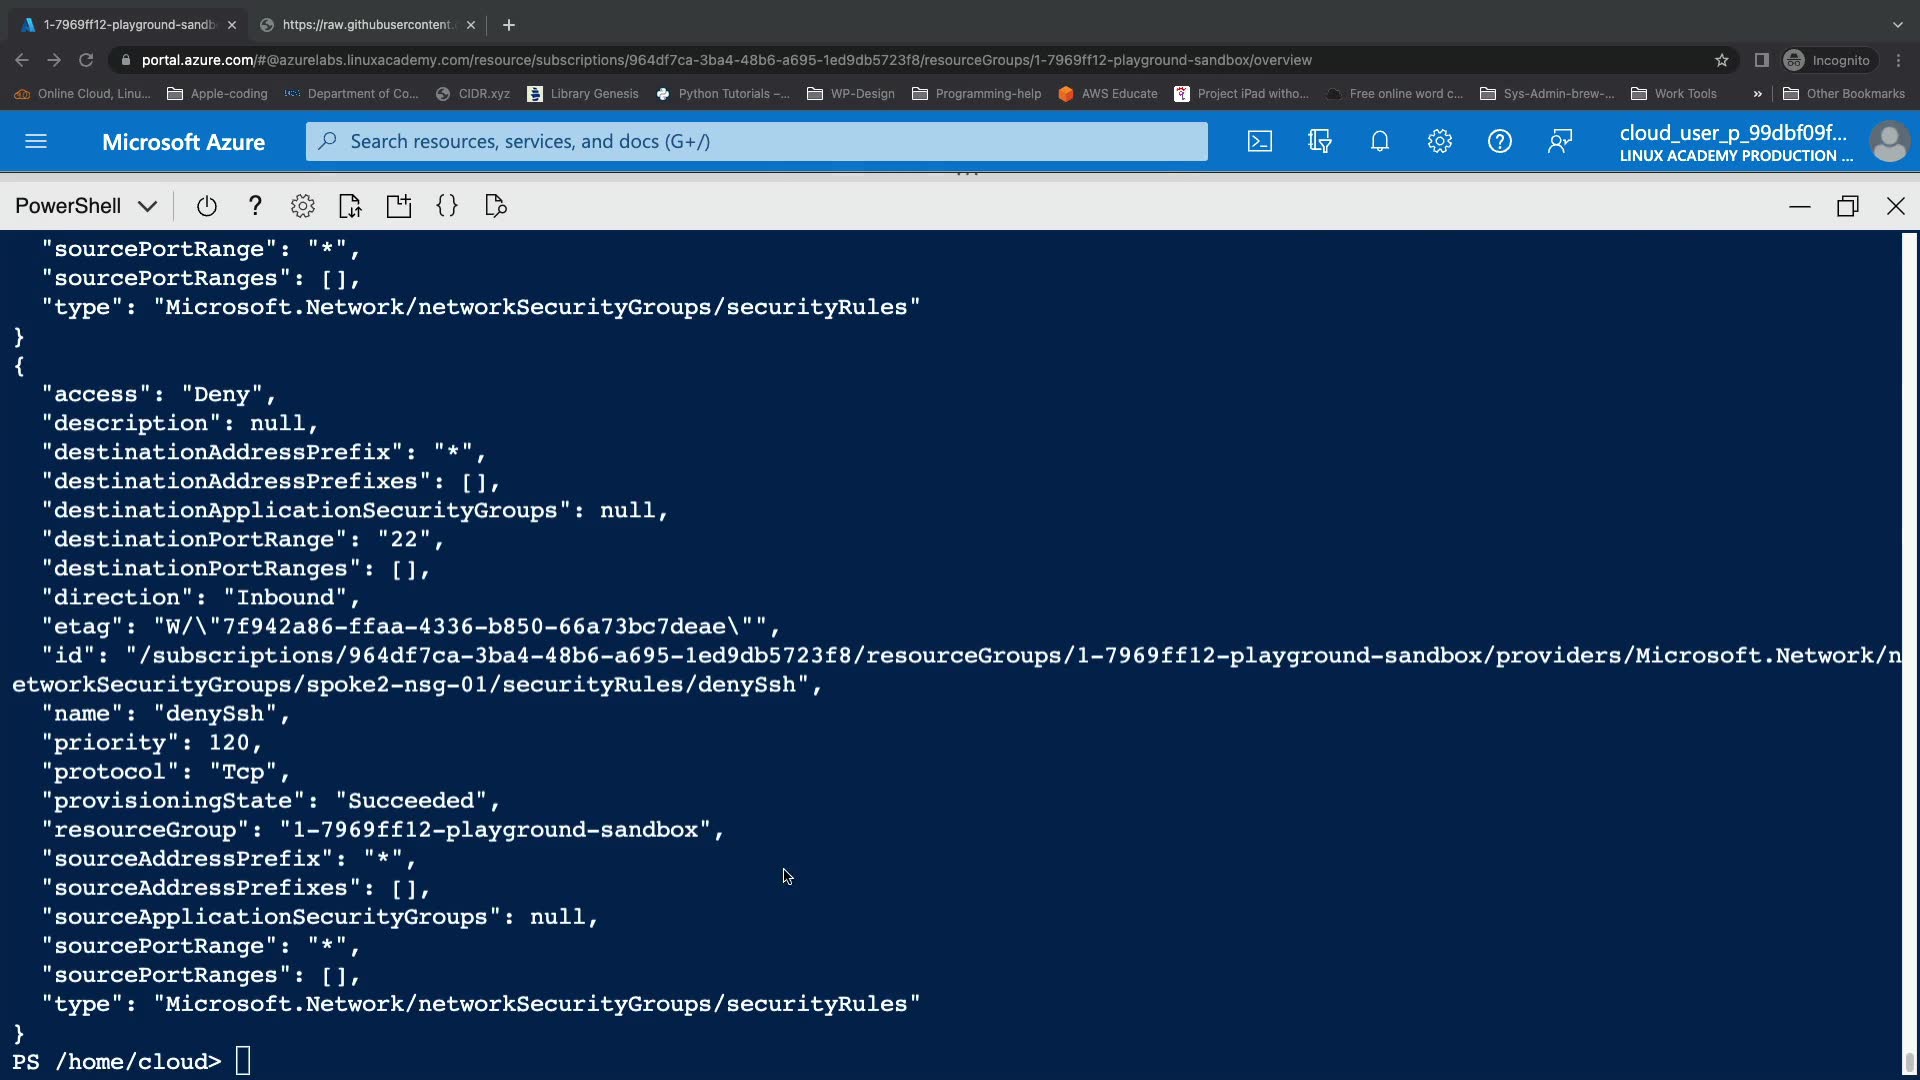 1-7969ff12-playground-sandb
https://raw.githubusercontent.
portal.azure.com/#@azurelabs.linuxacademy.com/resource/subscriptions/964df7ca-3ba4-48b6-a695-1ed9db5723f8/resourceGroups/1-7969ff12-playground-sandbox/overview
Incognito
Online Cloud, Linu...
Apple-coding
Department of Co...
CIDR.xyz
Library Genesis
Python Tutorials –...
WP-Design
Programming-help
AWS Educate
Project iPad witho...
Free online word c...
Sys-Admin-brew-...
Work Tools
»
Other Bookmarks
Microsoft Azure
Search resources, services, and docs (G+/)
cloud_user_p_99dbf09f...
LINUX ACADEMY PRODUCTION ...
PowerShell
"sourcePortRange": "*",
"sourcePortRanges": [],
"type": "Microsoft.Network/networkSecurityGroups/securityRules"
}
{
"access": "Deny",
"description": null,
"destinationAddressPrefix": "*",
"destinationAddressPrefixes": [],
"destinationApplicationSecurityGroups": null,
"destinationPortRange": "22",
"destinationPortRanges": [],
"direction": "Inbound",
"etag": "W/\"7f942a86-ffaa-4336-b850-66a73bc7deae\"",
"id": "/subscriptions/964df7ca-3ba4-48b6-a695-1ed9db5723f8/resourceGroups/1-7969ff12-playground-sandbox/providers/Microsoft.Network/n
etworkSecurityGroups/spoke2-nsg-01/securityRules/denySsh",
"name": "denySsh",
"priority": 120,
"protocol": "Tcp",
"provisioningState": "Succeeded",
"resourceGroup": "1-7969ff12-playground-sandbox",
"sourceAddressPrefix": "*",
"sourceAddressPrefixes": [],
"sourceApplicationSecurityGroups": null,
"sourcePortRange": "*",
"sourcePortRanges": [],
"type": "Microsoft.Network/networkSecurityGroups/securityRules"
}
PS /home/cloud>